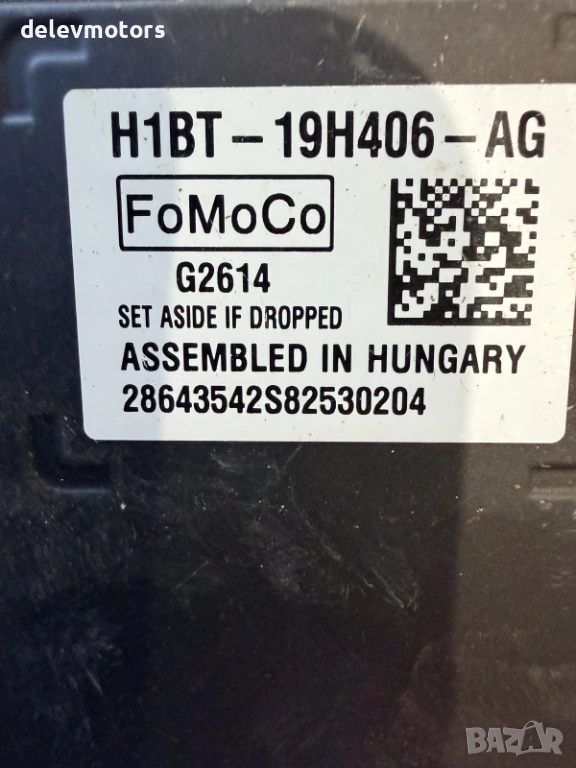 delevmotors
H1BT-19H406-AG
FoMoCo
G2614
SET ASIDE IF DROPPED
ASSEMBLED IN HUNGARY
28643542S82530204
BAZAR